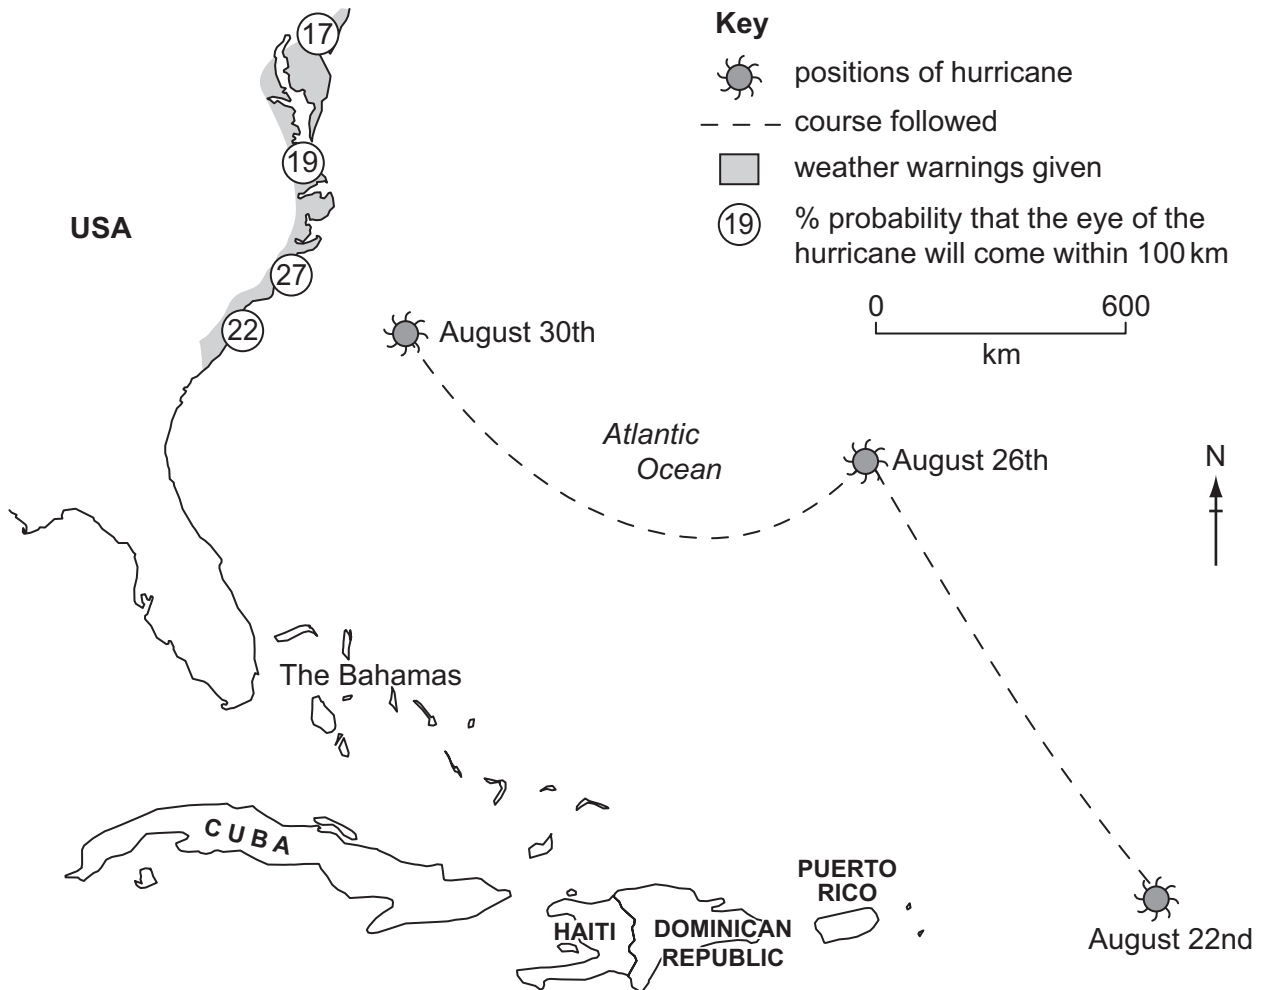 Key
positions of hurricane
course followed
weather warnings given
19
% probability that the eye of the
hurricane will come within 100 km
0
600
km
17
19
USA
27
22
August 30th
Atlantic
Ocean
August 26th
N
The Bahamas
CUBA
PUERTO
RICO
HAITI
DOMINICAN
REPUBLIC
August 22nd